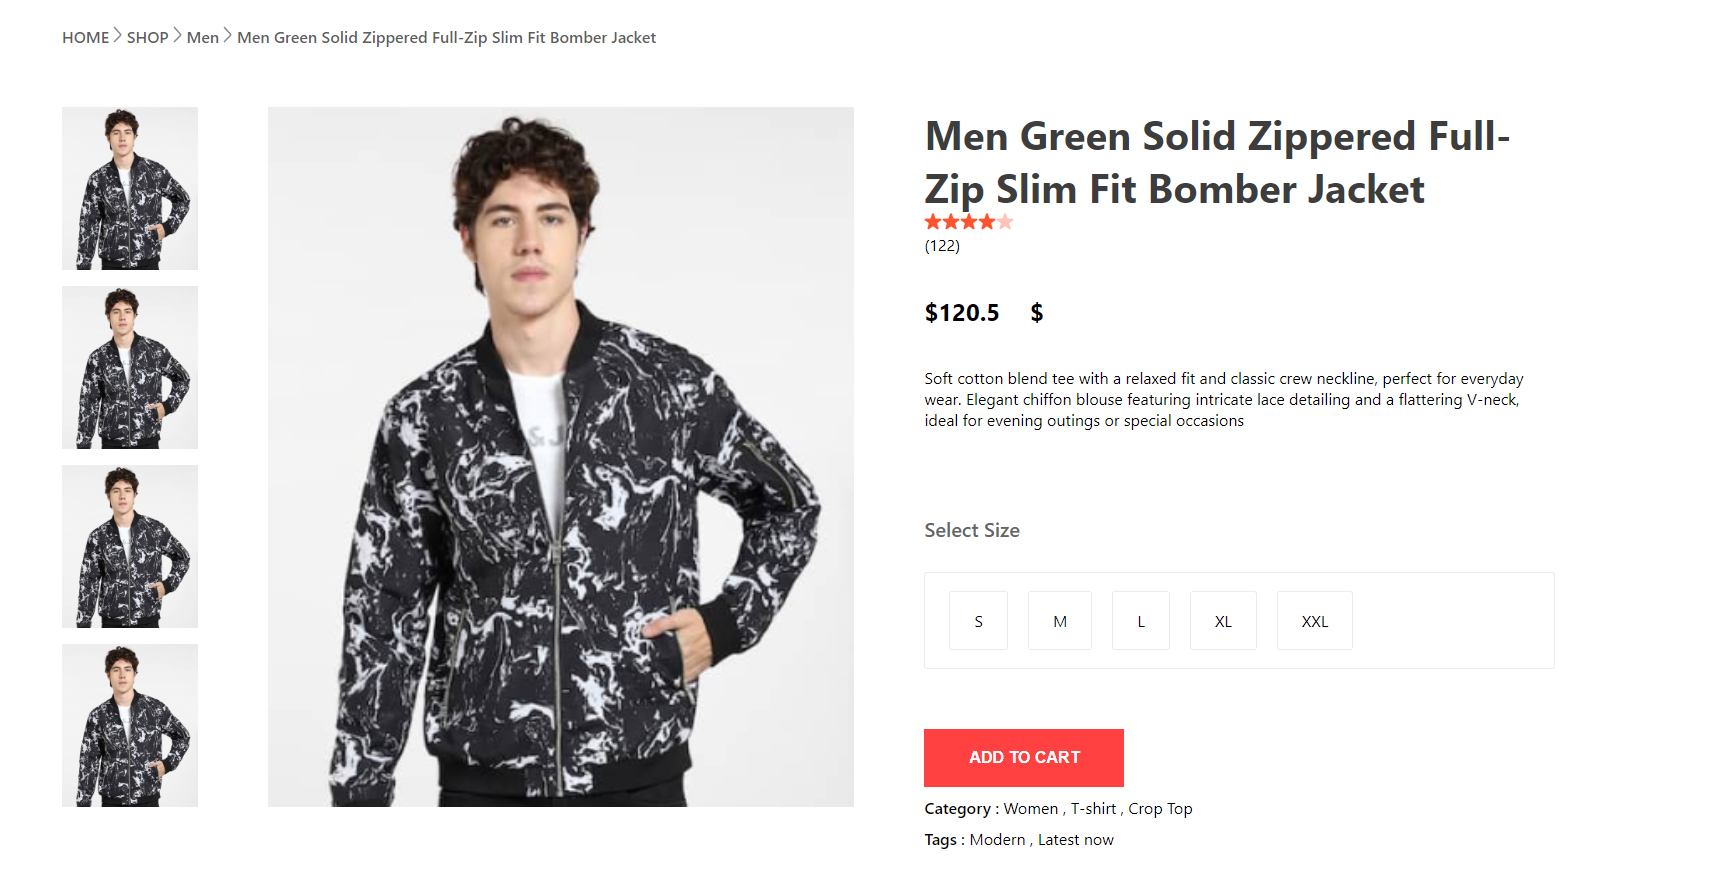 HOME > SHOP > Men > Men Green Solid Zippered Full-Zip Slim Fit Bomber Jacket
& J
Men Green Solid Zippered Full-
Zip Slim Fit Bomber Jacket
(122)
$120.5 $
Soft cotton blend tee with a relaxed fit and classic crew neckline, perfect for everyday
wear. Elegant chiffon blouse featuring intricate lace detailing and a flattering V-neck,
ideal for evening outings or special occasions
Select Size
S M L XL XXL
ADD TO CART
Category : Women , T-shirt , Crop Top
Tags : Modern , Latest now